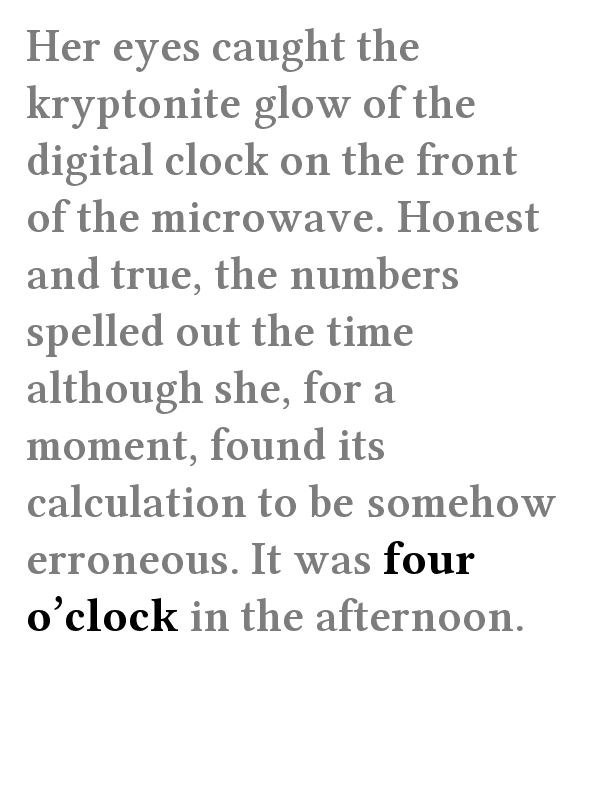 Her eyes caught the
kryptonite glow of the
digital clock on the front
of the microwave. Honest
and true, the numbers
spelled out the time
although she, for a
moment, found its
calculation to be somehow
erroneous. It was four
o’clock in the afternoon.